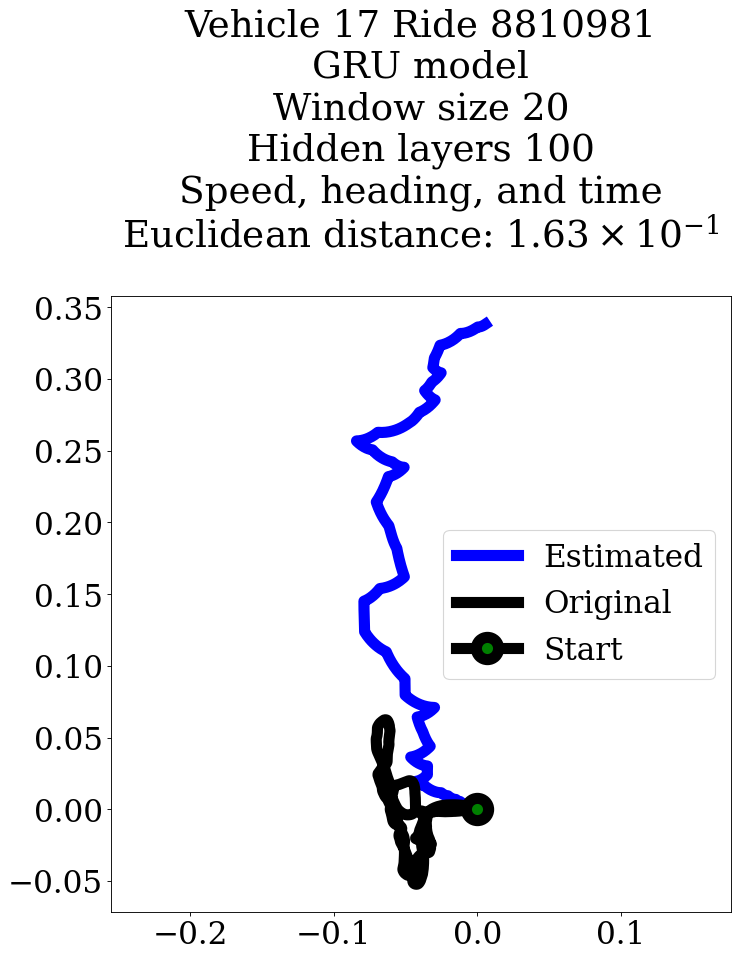 Vehicle 17 Ride 8810981
GRU model
Window size 20
Hidden layers 100
Speed, heading, and time
Euclidean distance: 1.63 × 10⁻¹
0.35
0.30
0.25
0.20
0.15
0.10
0.05
0.00
−0.05
Estimated
Original
Start
−0.2
−0.1
0.0
0.1